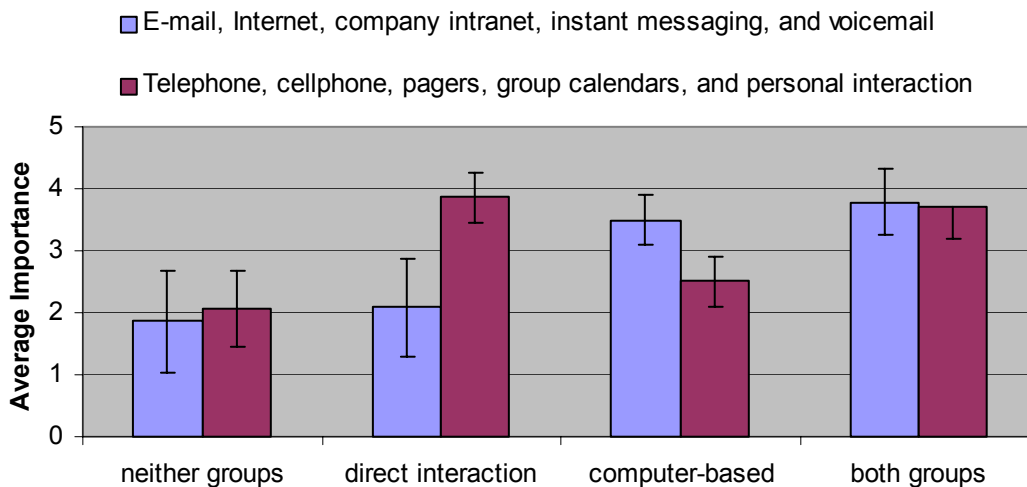 E-mail, Internet, company intranet, instant messaging, and voicemail
Telephone, cellphone, pagers, group calendars, and personal interaction
Average Importance
5
4
3
2
1
0
neither groups direct interaction computer-based both groups